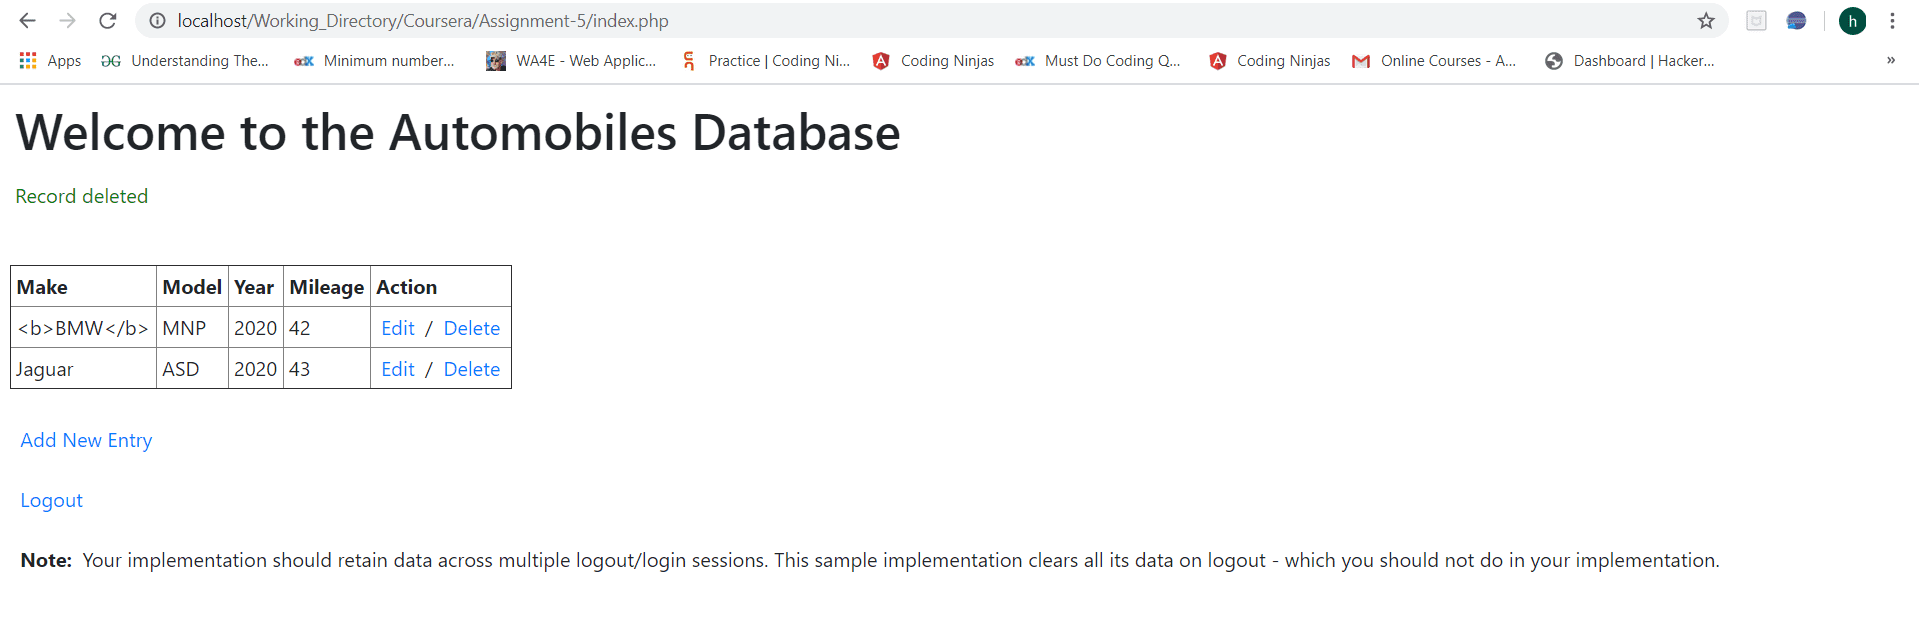 localhost/Working_Directory/Coursera/Assignment-5/index.php
h
Apps Understanding The... Minimum number... WA4E - Web Applic... Practice | Coding Ni... Coding Ninjas Must Do Coding Q... Coding Ninjas Online Courses - A... Dashboard | Hacker... »
Welcome to the Automobiles Database
Record deleted
Make Model Year Mileage Action
<b>BMW</b> MNP 2020 42 Edit / Delete
Jaguar ASD 2020 43 Edit / Delete
Add New Entry
Logout
Note: Your implementation should retain data across multiple logout/login sessions. This sample implementation clears all its data on logout - which you should not do in your implementation.